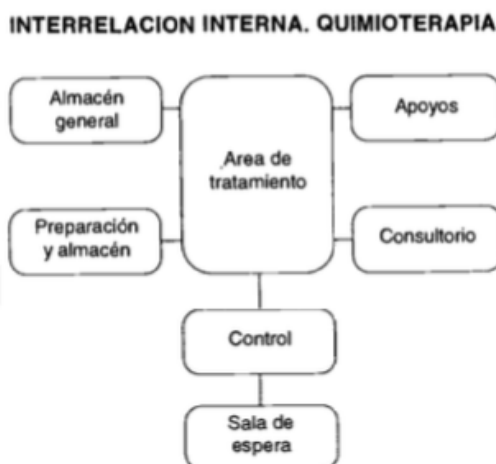 INTERRELACION INTERNA. QUIMIOTERAPIA
Almacén
general
Apoyos
Area de
tratamiento
Preparación
y almacén
Consultorio
Control
Sala de
espera